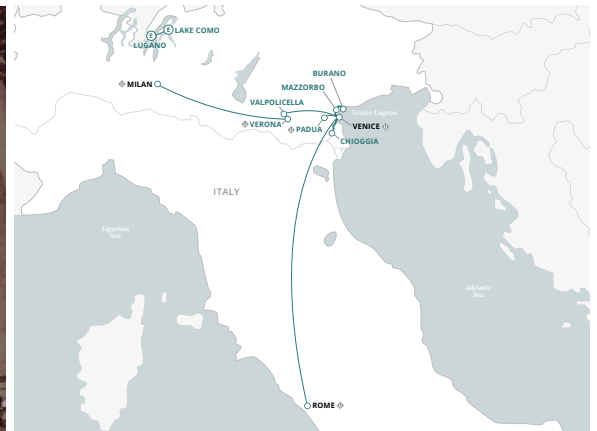 LAKE COMO
E
E
LUGANO
MILAN
BURANO
MAZZORBO
VALPOLICELLA
Venice Lagoon
VERONA
PADUA
VENICE
CHIOGGIA
ITALY
Ligurian
Sea
Adriatic
Sea
ROME